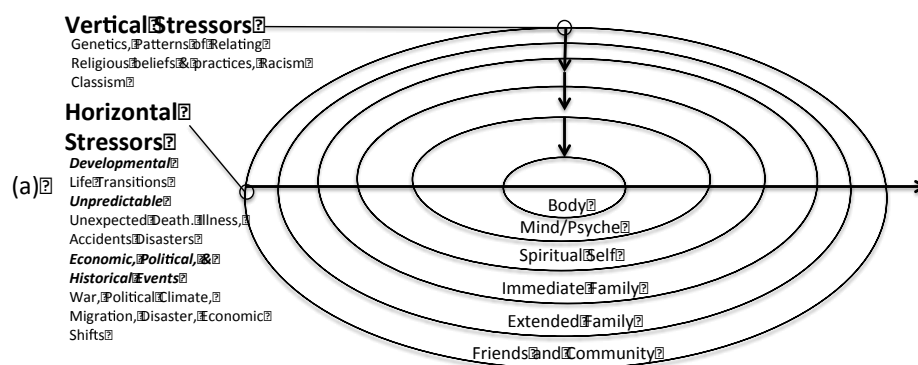 Vertical Stressors
Genetics, Patterns of Relating
Religious beliefs & practices, Racism
Classism
Horizontal
Stressors
Developmental
Life Transitions
Unpredictable
Unexpected Death. Illness,
Accidents Disasters
Economic, Political, &
Historical Events
War, Political Climate,
Migration, Disaster, Economic
Shifts
(a)
Body
Mind/Psyche
Spiritual Self
Immediate Family
Extended Family
Friends and Community